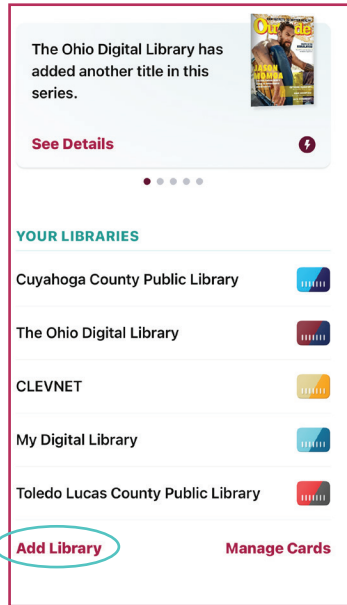 The Ohio Digital Library has
added another title in this
series.
Outside
JASON
MOMOA
See Details
YOUR LIBRARIES
Cuyahoga County Public Library
The Ohio Digital Library
CLEVNET
My Digital Library
Toledo Lucas County Public Library
Add Library
Manage Cards